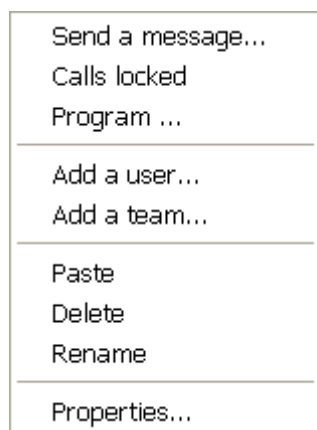 Send a message...
Calls locked
Program ...
Add a user...
Add a team...
Paste
Delete
Rename
Properties...